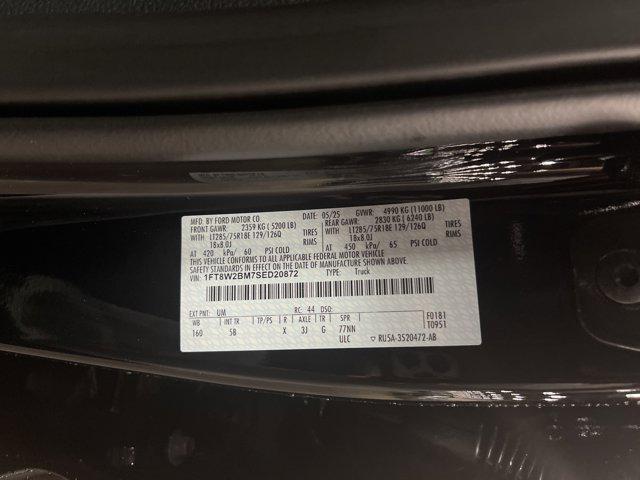 MFD. BY FORD MOTOR CO. DATE: 05/25 GVWR: 4990 KG (11000 LB)
FRONT GAWR: 2359 KG ( 5200 LB) REAR GAWR: 2830 KG ( 6240 LB)
WITH LT285/75R18E 129/126Q TIRES WITH LT285/75R18E 129/126Q TIRES
18x8.0J RIMS 18x8.0J RIMS
AT 420 kPa/ 60 PSI COLD AT 450 kPa/ 65 PSI COLD
THIS VEHICLE CONFORMS TO ALL APPLICABLE FEDERAL MOTOR VEHICLE
SAFETY STANDARDS IN EFFECT ON THE DATE OF MANUFACTURE SHOWN ABOVE.
VIN: 1FT8W2BM7SED20872 TYPE: Truck
EXT PNT: UM RC: 44 DSO: F0181
WB INT TR TP/PS R AXLE TR SPR T0951
160 5B X 3J G 77NN
ULC ▽ RU5A-3520472-AB